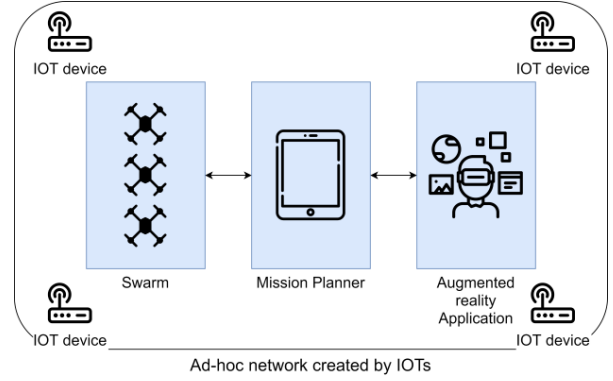 IOT device
IOT device
Swarm
Mission Planner
Augmented
reality
Application
IOT device
IOT device
Ad-hoc network created by IOTs